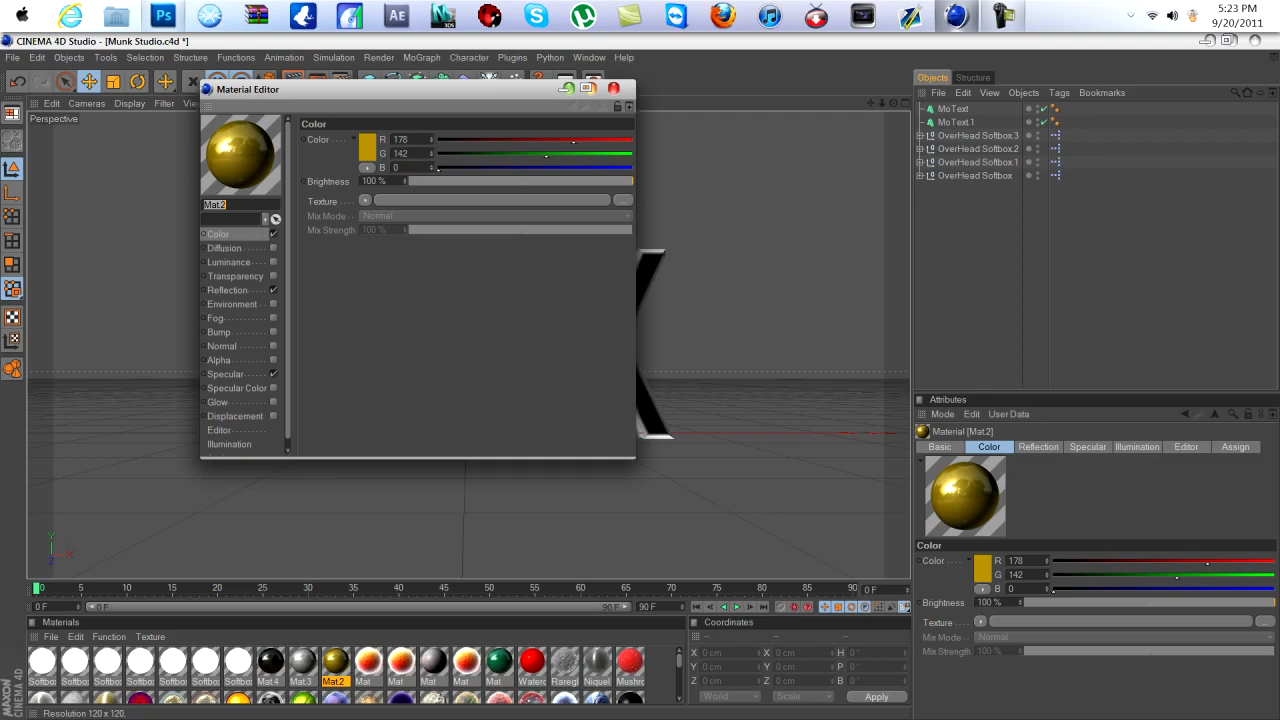 5:23 PM
9/20/2011
CINEMA 4D Studio - [Munk Studio.c4d *]
File Edit Objects Tools Selection Structure Functions Animation Simulation Render MoGraph Character Plugins Window Help
Edit Cameras Display Filter View
Perspective
Material Editor
Mat.2
Color
Diffusion
Luminance
Transparency
Reflection
Environment
Fog
Bump
Normal
Alpha
Specular
Specular Color
Glow
Displacement
Editor
Illumination
Color
Color R 178
G 142
B 0
Brightness 100 %
Texture ...
Mix Mode Normal
Mix Strength 100 %
Y
X
Z
Objects Structure
File Edit View Objects Tags Bookmarks
MoText
MoText.1
OverHead Softbox.3
OverHead Softbox.2
OverHead Softbox.1
OverHead Softbox
Attributes
Mode Edit User Data
Material [Mat.2]
Basic Color Reflection Specular Illumination Editor Assign
Color
Color R 178
G 142
B 0
Brightness 100 %
Texture ...
Mix Mode Normal
Mix Strength 100 %
0 5 10 15 20 25 30 35 40 45 50 55 60 65 70 75 80 85 90 0 F
0 F 0 F 90 F 90 F
Materials
File Edit Function Texture
Softbo Softbo Softbo Softbo Softbo Softbo Softbo Mat.4 Mat.3 Mat.2 Mat Mat Mat Mat Mat Waterc Raregl Niquel Mushro
Coordinates
-- -- --
X 0 cm X 0 cm H 0 °
Y 0 cm Y 0 cm P 0 °
Z 0 cm Z 0 cm B 0 °
World Scale Apply
MAXON CINEMA 4D
Resolution 120 x 120,